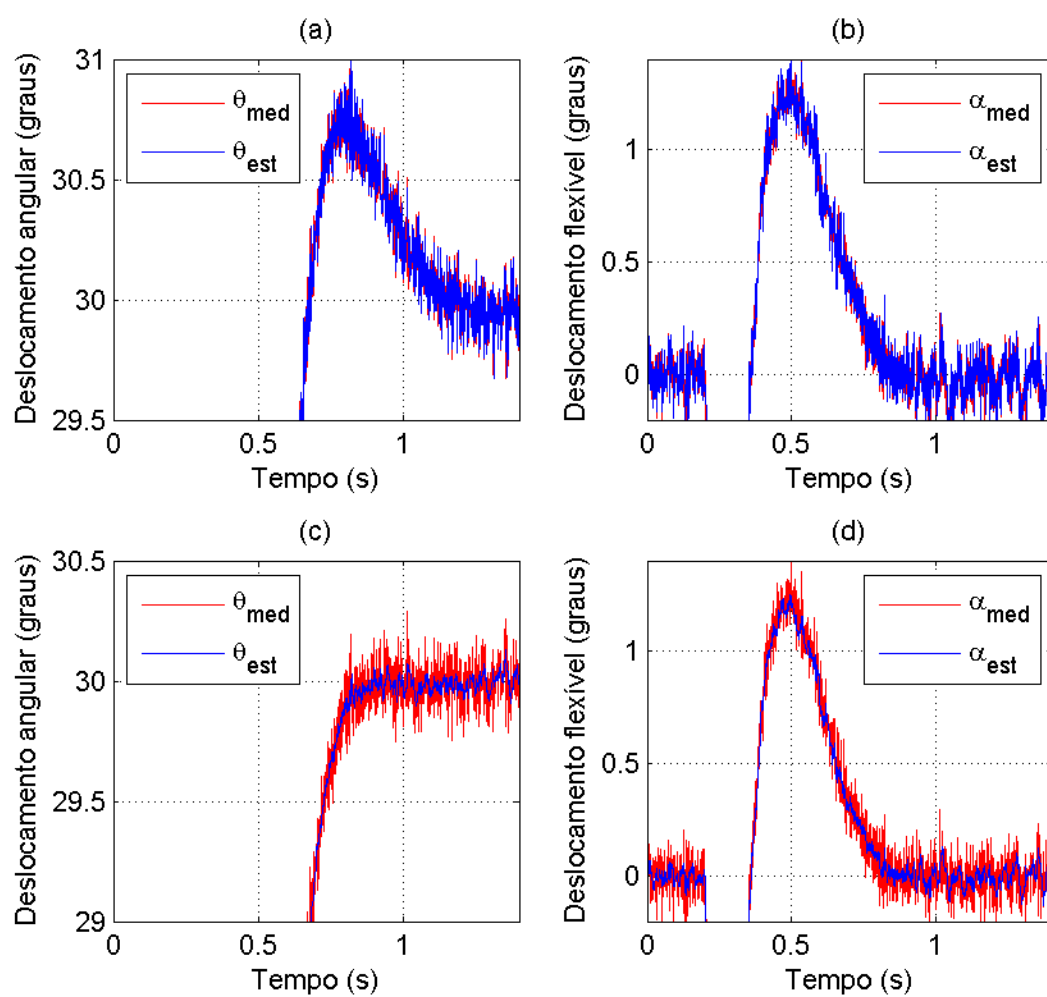 (a)
Deslocamento angular (graus)
31
30.5
30
29.5
θmed
θest
0
0.5
1
Tempo (s)
(b)
Deslocamento flexível (graus)
1
0.5
0
αmed
αest
0
0.5
1
Tempo (s)
(c)
Deslocamento angular (graus)
30.5
30
29.5
29
θmed
θest
0
0.5
1
Tempo (s)
(d)
Deslocamento flexível (graus)
1
0.5
0
αmed
αest
0
0.5
1
Tempo (s)